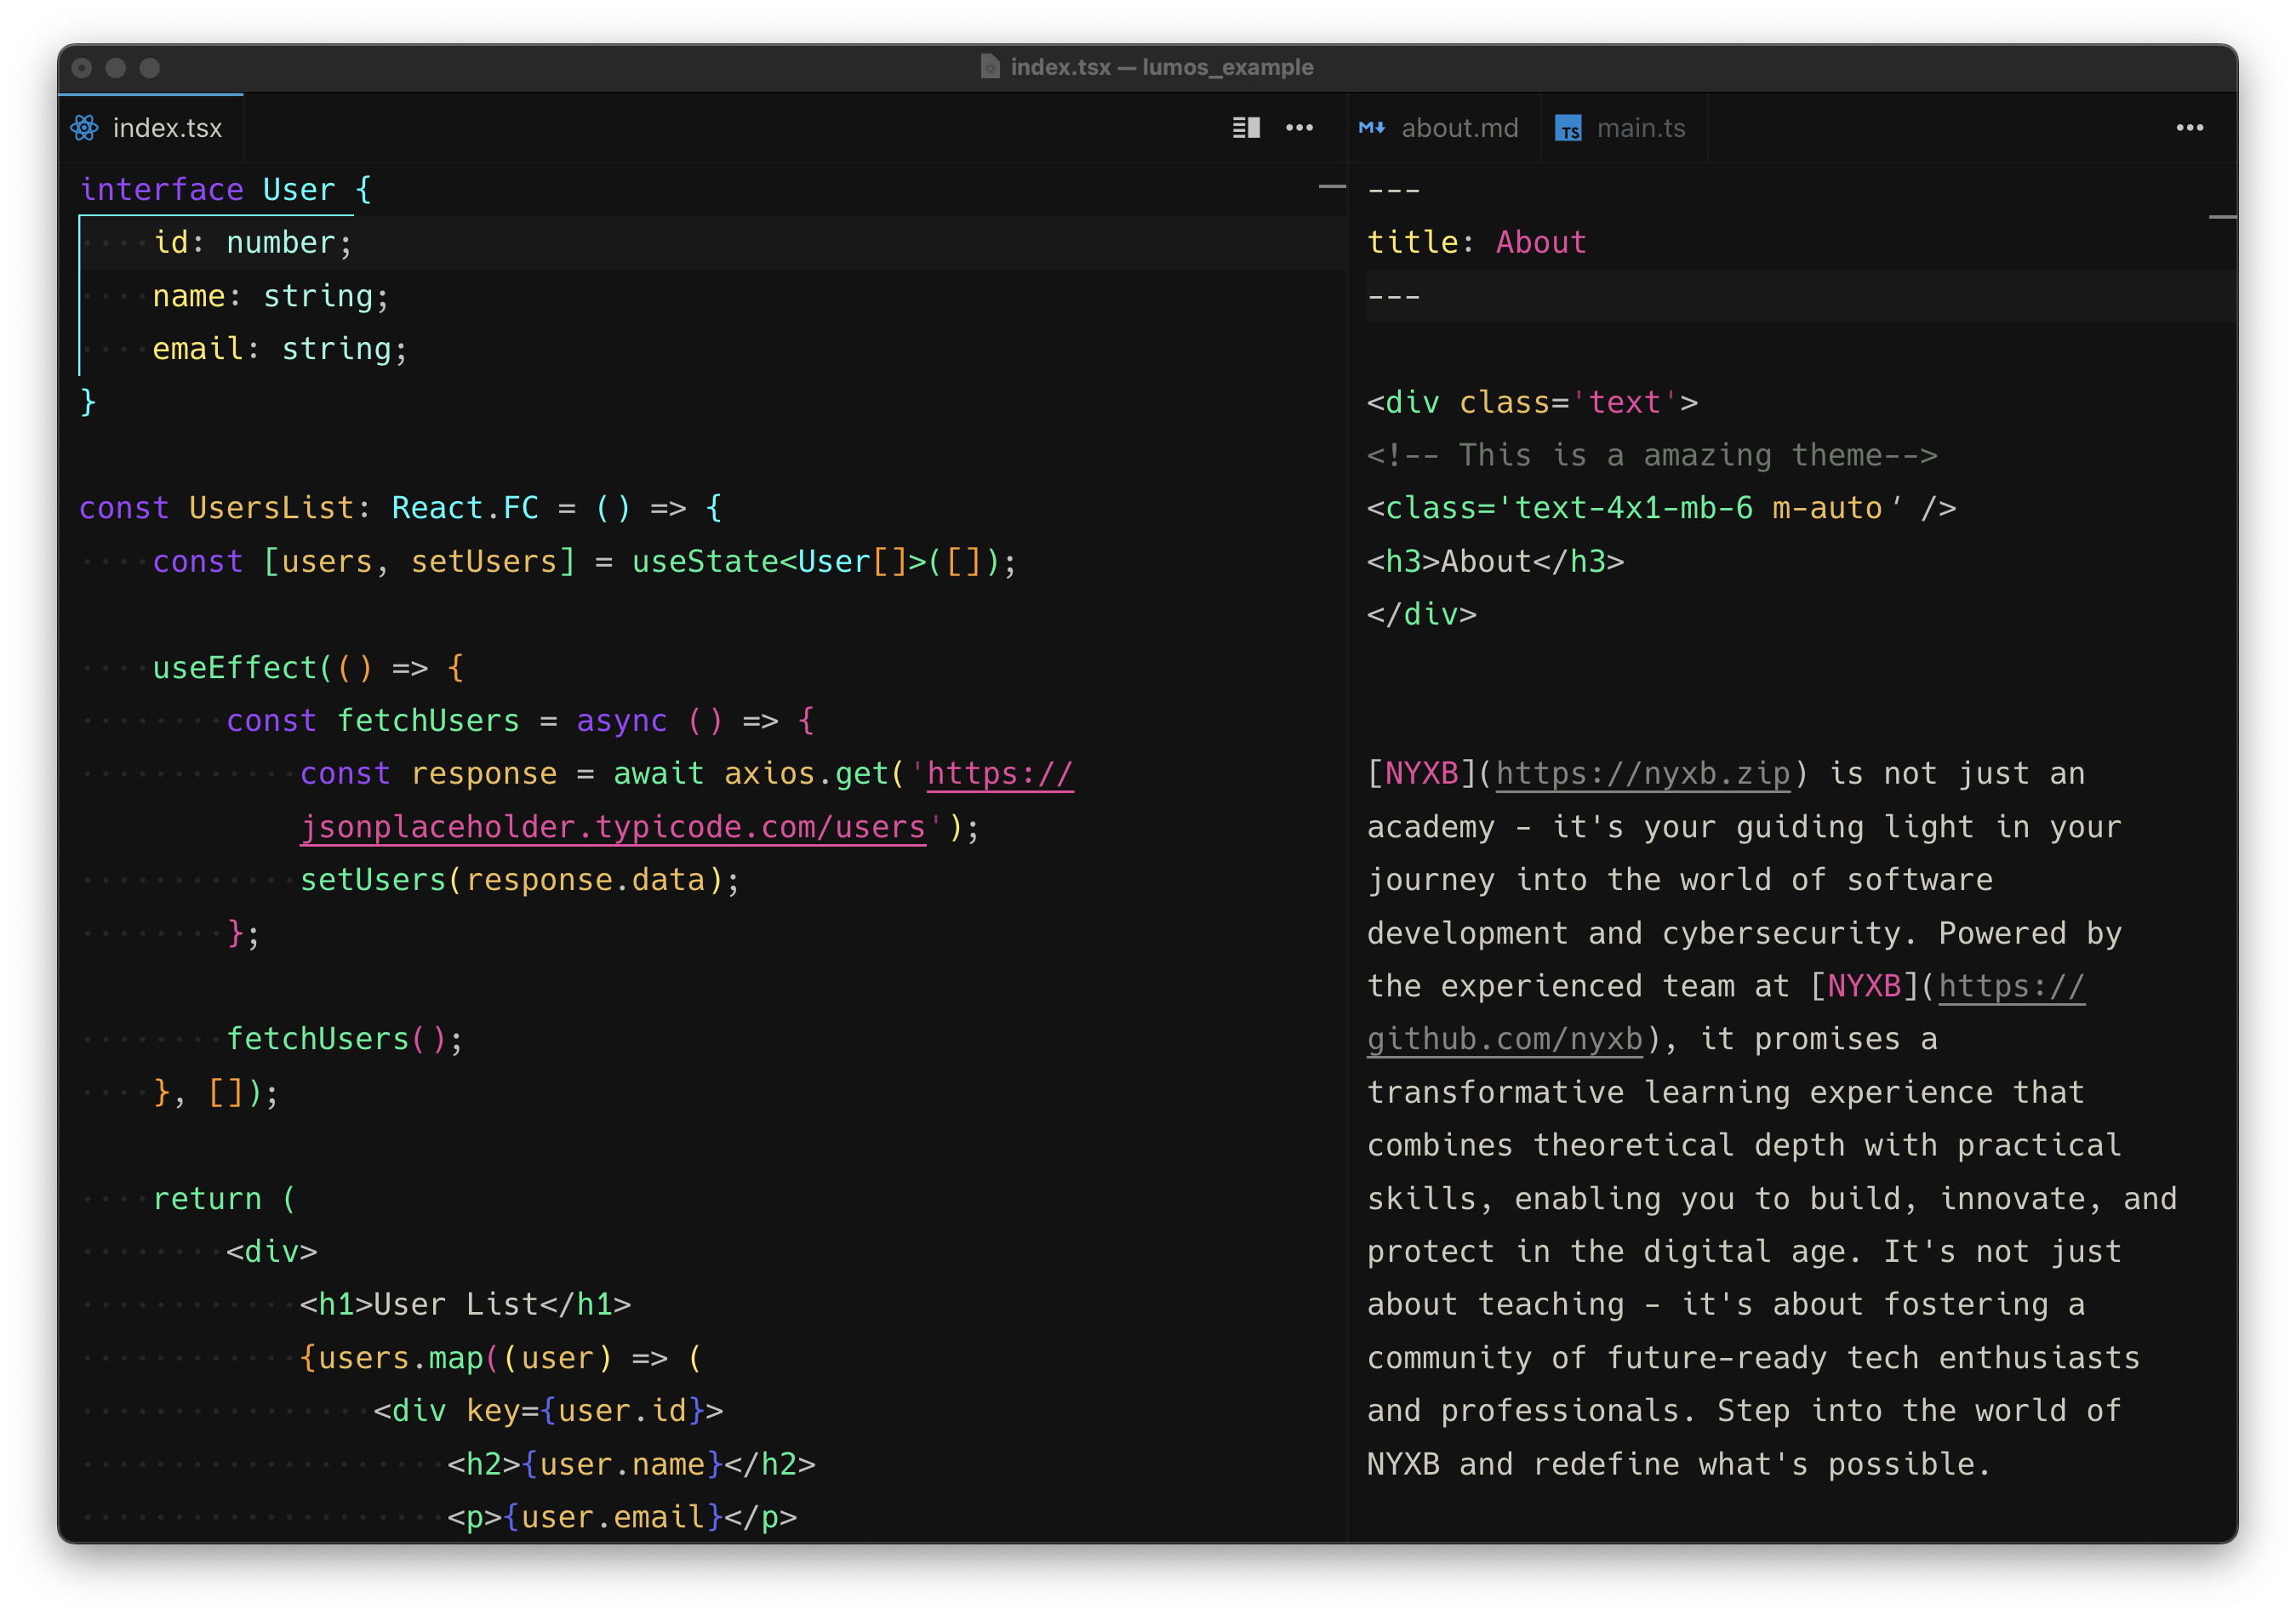 index.tsx — lumos_example
index.tsx
interface User {
    id: number;
    name: string;
    email: string;
}
const UsersList: React.FC = () => {
    const [users, setUsers] = useState<User[]>([]);
    useEffect(() => {
        const fetchUsers = async () => {
            const response = await axios.get('https://
            jsonplaceholder.typicode.com/users');
            setUsers(response.data);
        };
        fetchUsers();
    }, []);
    return (
        <div>
            <h1>User List</h1>
            {users.map((user) => (
                <div key={user.id}>
                    <h2>{user.name}</h2>
                    <p>{user.email}</p>
about.md
TS main.ts
---
title: About
---
<div class='text'>
<!-- This is a amazing theme-->
<class='text-4x1-mb-6 m-auto‘ />
<h3>About</h3>
</div>
[NYXB](https://nyxb.zip) is not just an
academy - it's your guiding light in your
journey into the world of software
development and cybersecurity. Powered by
the experienced team at [NYXB](https://
github.com/nyxb), it promises a
transformative learning experience that
combines theoretical depth with practical
skills, enabling you to build, innovate, and
protect in the digital age. It's not just
about teaching - it's about fostering a
community of future-ready tech enthusiasts
and professionals. Step into the world of
NYXB and redefine what's possible.